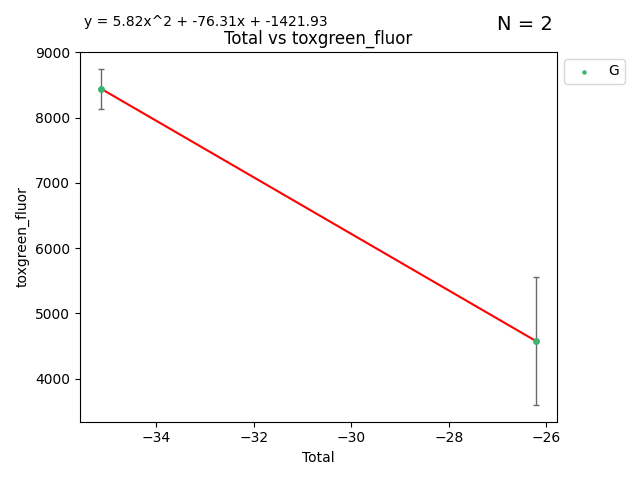 y = 5.82x^2 + -76.31x + -1421.93
N = 2
Total vs toxgreen_fluor
G
9000
8000
7000
6000
5000
4000
toxgreen_fluor
−34
−32
−30
−28
−26
Total